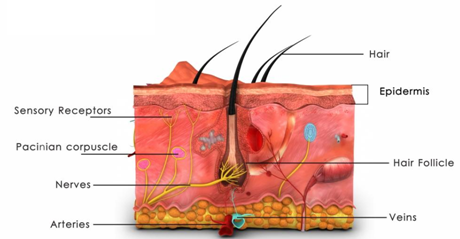 Hair
Epidermis
Sensory Receptors
Pacinian corpuscle
Hair Follicle
Nerves
Arteries
Veins